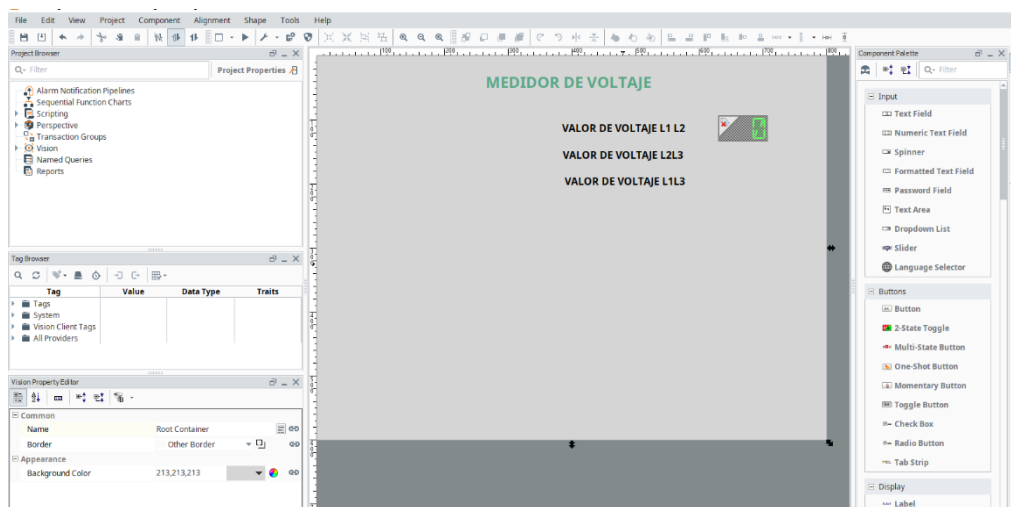 File Edit View Project Component Alignment Shape Tools Help
Project Browser
Filter
Project Properties
Alarm Notification Pipelines
Sequential Function Charts
Scripting
Perspective
Transaction Groups
Vision
Named Queries
Reports
Tag Browser
Tag Value Data Type Traits
Tags
System
Vision Client Tags
All Providers
Vision Property Editor
Common
Name Root Container
Border Other Border
Appearance
Background Color 213,213,213
MEDIDOR DE VOLTAJE
VALOR DE VOLTAJE L1 L2
VALOR DE VOLTAJE L2L3
VALOR DE VOLTAJE L1L3
Component Palette
Filter
Input
Text Field
Numeric Text Field
Spinner
Formatted Text Field
Password Field
Text Area
Dropdown List
Slider
Language Selector
Buttons
Button
2-State Toggle
Multi-State Button
One-Shot Button
Momentary Button
Toggle Button
Check Box
Radio Button
Tab Strip
Display
Label